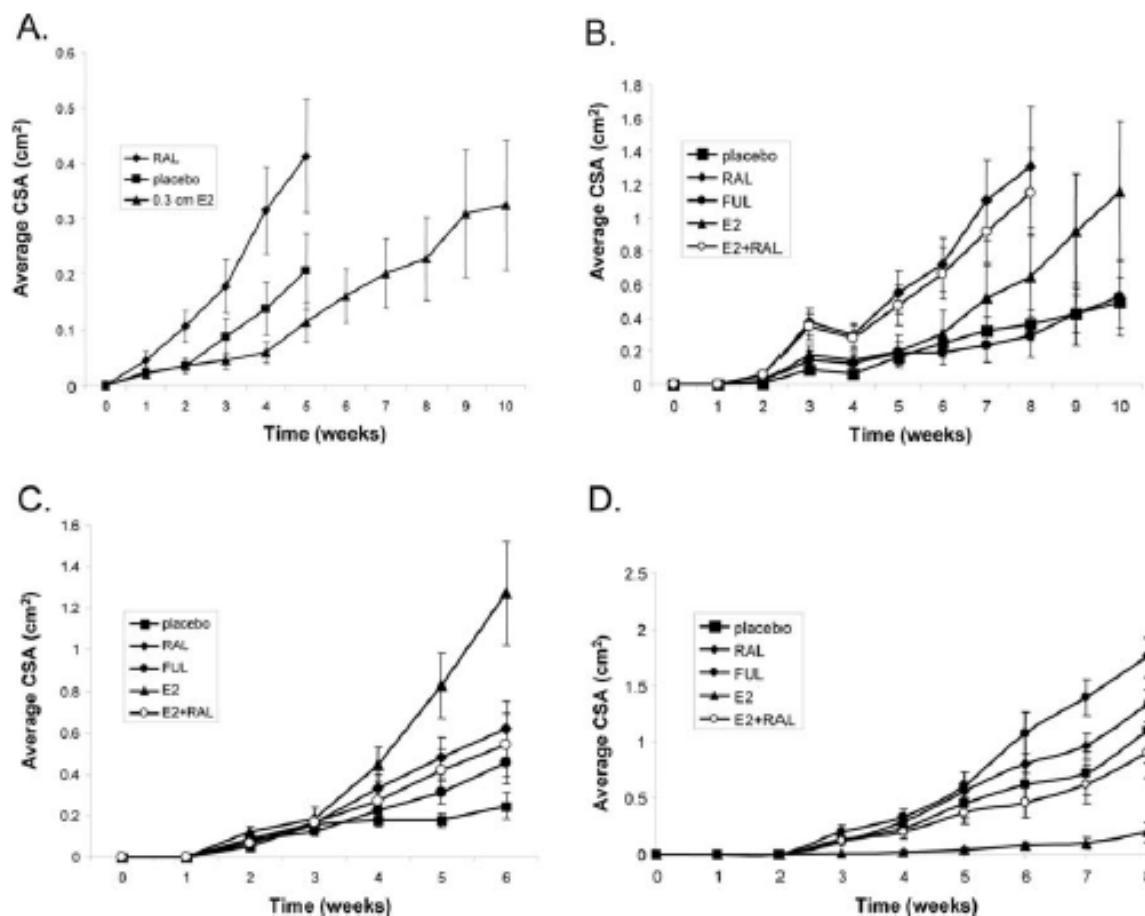 A.
Average CSA (cm²)
0.6
0.5
0.4
0.3
0.2
0.1
0
RAL
placebo
0.3 cm E2
0 1 2 3 4 5 6 7 8 9 10
Time (weeks)
B.
Average CSA (cm²)
1.8
1.6
1.4
1.2
1
0.8
0.6
0.4
0.2
0
placebo
RAL
FUL
E2
E2+RAL
0 1 2 3 4 5 6 7 8 9 10
Time (weeks)
C.
Average CSA (cm²)
1.6
1.4
1.2
1
0.8
0.6
0.4
0.2
0
placebo
RAL
FUL
E2
E2+RAL
0 1 2 3 4 5 6
Time (weeks)
D.
Average CSA (cm²)
2.5
2
1.5
1
0.5
0
placebo
RAL
FUL
E2
E2+RAL
0 1 2 3 4 5 6 7
Time (weeks)